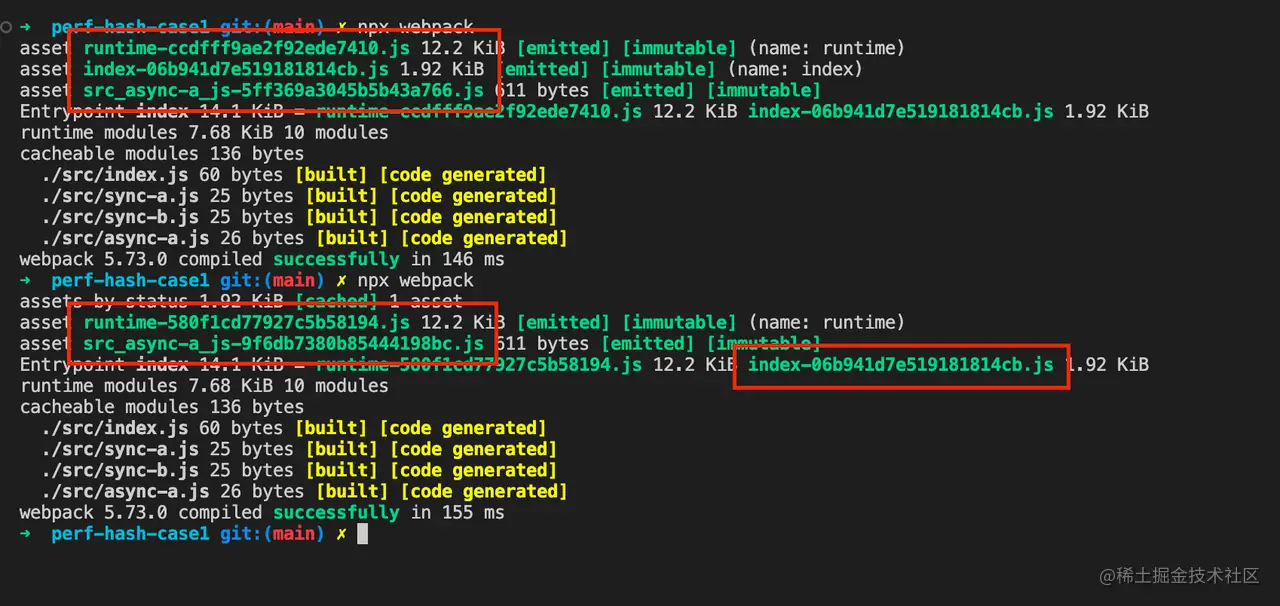 ➜ perf-hash-case1 git:(main) ✗ npx webpack
asset runtime-ccdfff9ae2f92ede7410.js 12.2 KiB [emitted] [immutable] (name: runtime)
asset index-06b941d7e519181814cb.js 1.92 KiB [emitted] [immutable] (name: index)
asset src_async-a_js-5ff369a3045b5b43a766.js 611 bytes [emitted] [immutable]
Entrypoint index 14.1 KiB = runtime-ccdfff9ae2f92ede7410.js 12.2 KiB index-06b941d7e519181814cb.js 1.92 KiB
runtime modules 7.68 KiB 10 modules
cacheable modules 136 bytes
./src/index.js 60 bytes [built] [code generated]
./src/sync-a.js 25 bytes [built] [code generated]
./src/sync-b.js 25 bytes [built] [code generated]
./src/async-a.js 26 bytes [built] [code generated]
webpack 5.73.0 compiled successfully in 146 ms
➜ perf-hash-case1 git:(main) ✗ npx webpack
assets by status 1.92 KiB [cached] 1 asset
asset runtime-580f1cd77927c5b58194.js 12.2 KiB [emitted] [immutable] (name: runtime)
asset src_async-a_js-9f6db7380b85444198bc.js 611 bytes [emitted] [immutable]
Entrypoint index 14.1 KiB = runtime-580f1cd77927c5b58194.js 12.2 KiB index-06b941d7e519181814cb.js 1.92 KiB
runtime modules 7.68 KiB 10 modules
cacheable modules 136 bytes
./src/index.js 60 bytes [built] [code generated]
./src/sync-a.js 25 bytes [built] [code generated]
./src/sync-b.js 25 bytes [built] [code generated]
./src/async-a.js 26 bytes [built] [code generated]
webpack 5.73.0 compiled successfully in 155 ms
➜ perf-hash-case1 git:(main) ✗
@稀土掘金技术社区